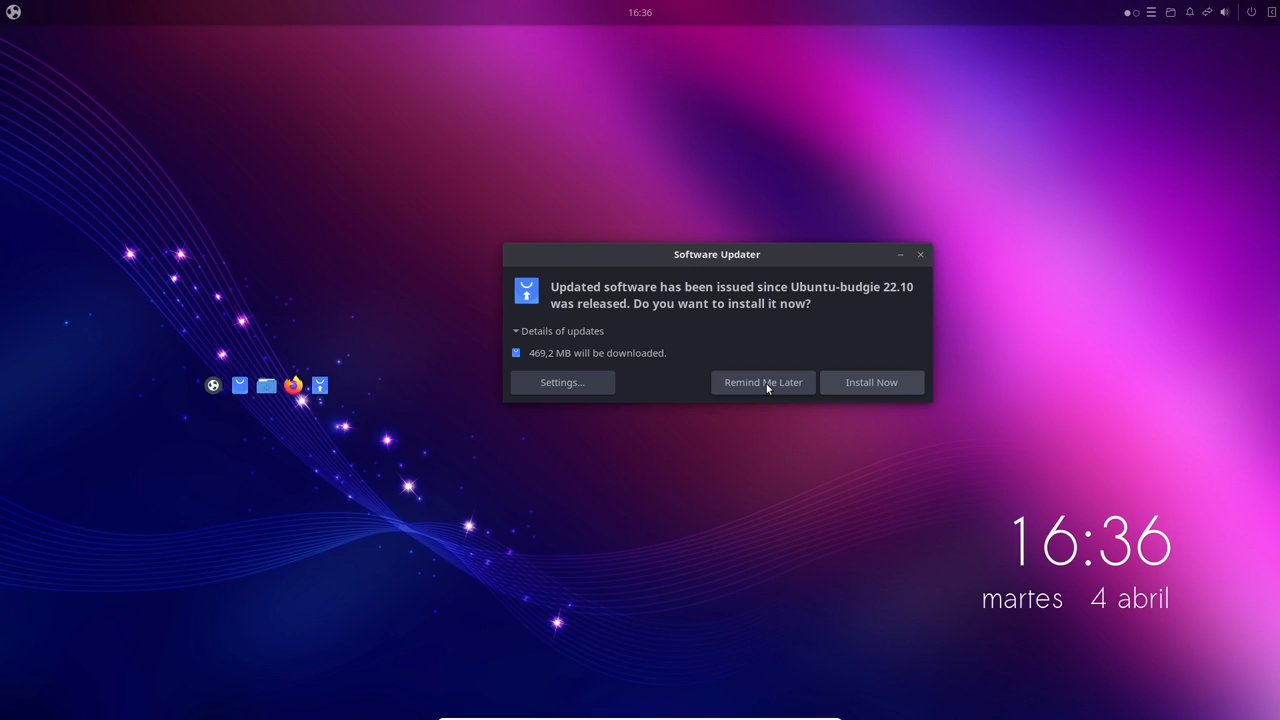 16:36
Software Updater
Updated software has been issued since Ubuntu-budgie 22.10
was released. Do you want to install it now?
Details of updates
469,2 MB will be downloaded.
Settings...
Remind Me Later
Install Now
16:36
martes 4 abril